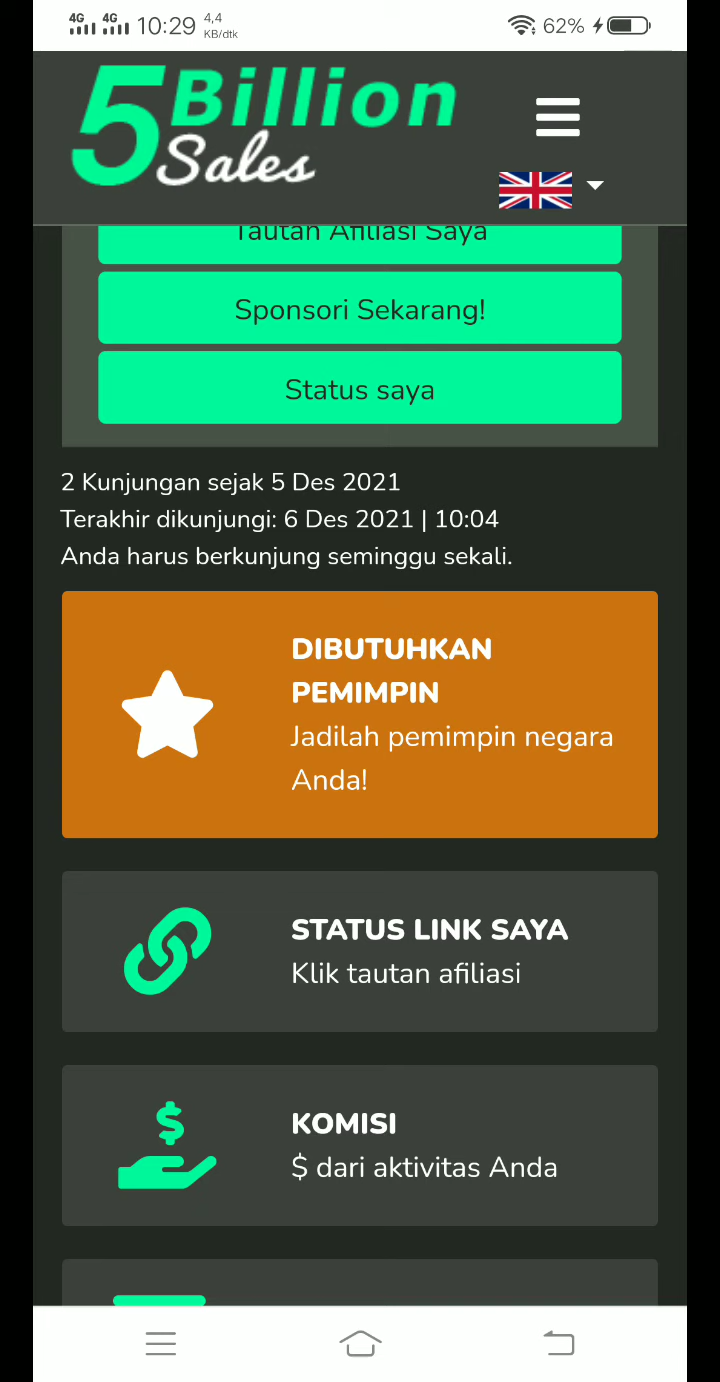 4G 4G 10:29 4,4 KB/dtk 62%
5 Billion
Sales
Tautan Afiliasi Saya
Sponsori Sekarang!
Status saya
2 Kunjungan sejak 5 Des 2021
Terakhir dikunjungi: 6 Des 2021 | 10:04
Anda harus berkunjung seminggu sekali.
DIBUTUHKAN
PEMIMPIN
Jadilah pemimpin negara
Anda!
STATUS LINK SAYA
Klik tautan afiliasi
KOMISI
$ dari aktivitas Anda